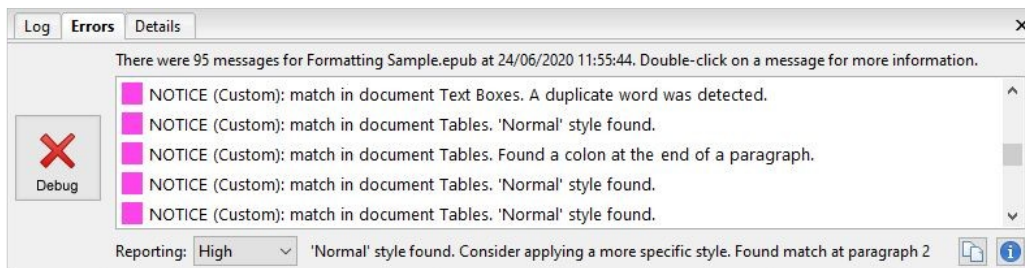 Log Errors Details
There were 95 messages for Formatting Sample.epub at 24/06/2020 11:55:44. Double-click on a message for more information.
NOTICE (Custom): match in document Text Boxes. A duplicate word was detected.
NOTICE (Custom): match in document Tables. 'Normal' style found.
NOTICE (Custom): match in document Tables. Found a colon at the end of a paragraph.
NOTICE (Custom): match in document Tables. 'Normal' style found.
NOTICE (Custom): match in document Tables. 'Normal' style found.
Debug
Reporting: High 'Normal' style found. Consider applying a more specific style. Found match at paragraph 2